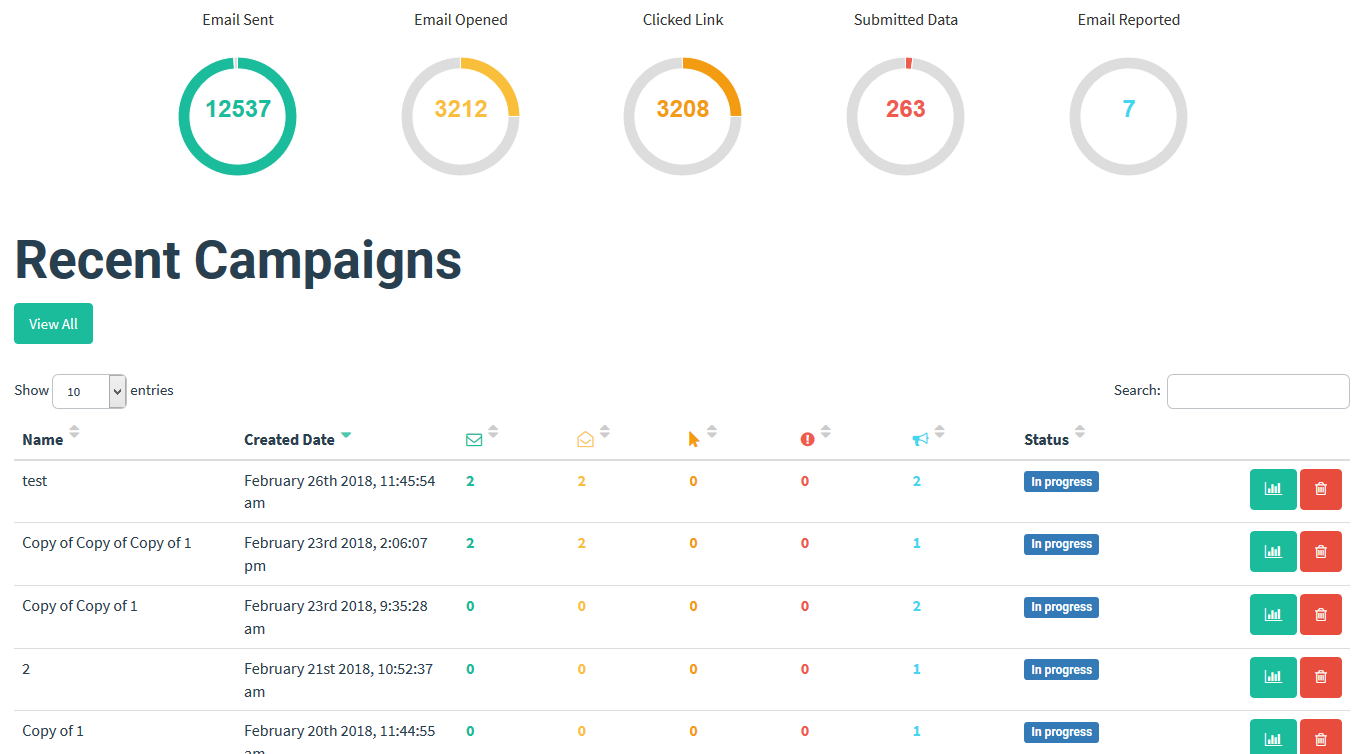 Email Sent Email Opened Clicked Link Submitted Data Email Reported
12537 3212 3208 263 7
Recent Campaigns
View All
Show 10 entries Search:
Name Created Date Status
test February 26th 2018, 11:45:54 am 2 2 0 0 2 In progress
Copy of Copy of Copy of 1 February 23rd 2018, 2:06:07 pm 2 2 0 0 1 In progress
Copy of Copy of 1 February 23rd 2018, 9:35:28 am 0 0 0 0 2 In progress
2 February 21st 2018, 10:52:37 am 0 0 0 0 1 In progress
Copy of 1 February 20th 2018, 11:44:55 am 0 0 0 0 1 In progress